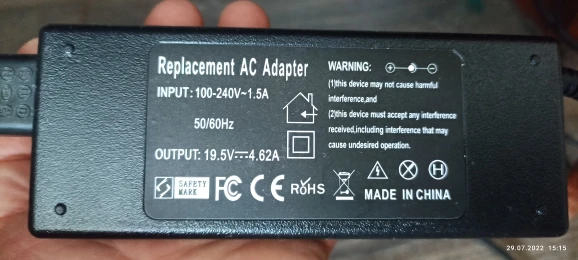 Replacement AC Adapter
INPUT: 100-240V~1.5A
50/60Hz
OUTPUT: 19.5V⎓4.62A
SAFETY
MARK
FC CE RoHS
WARNING:
(1)this device may not cause harmful
interference,and
(2)this device must accept any interference
received,including interference that may
cause undesired operation.
H
MADE IN CHINA
29.07.2022 15:15